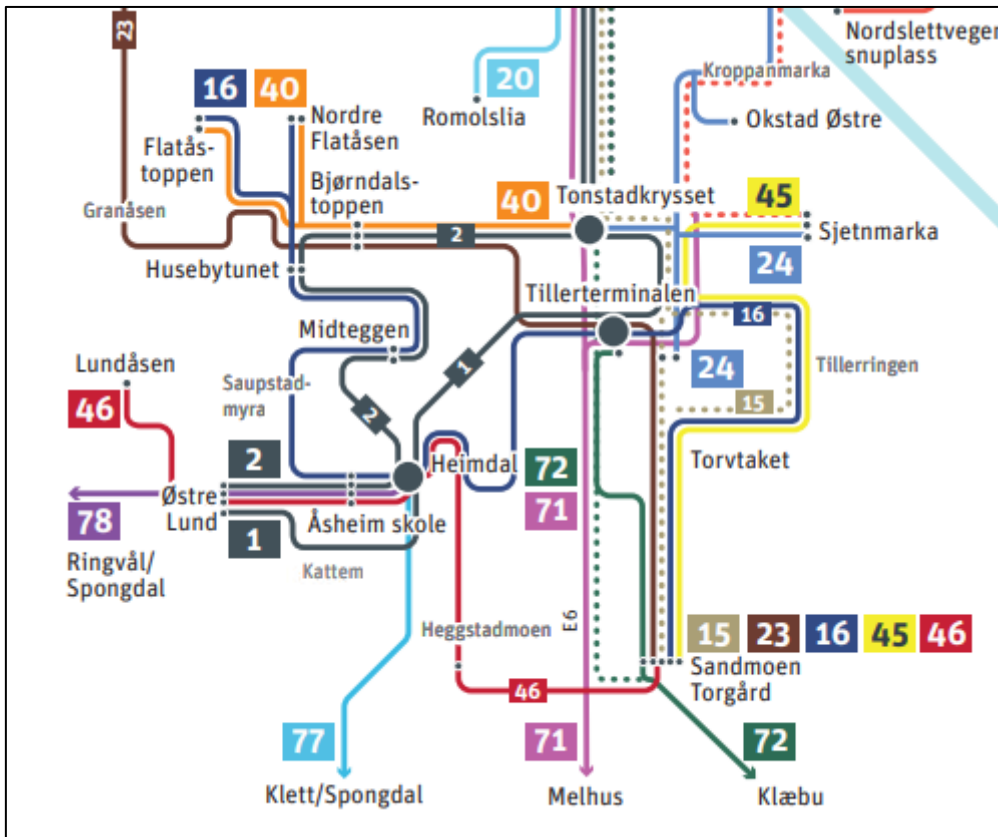 23
Nordslettvegen
snuplass
Kroppanmarka
16
40
20
Nordre
Flatåsen
Romolslia
Okstad Østre
Flatås-
toppen
Bjørndals-
toppen
40
Tonstadkrysset
45
Granåsen
2
Sjetnmarka
Husebytunet
24
Tillerterminalen
16
Midteggen
Lundåsen
1
24
Tillerringen
46
Saupstad-
myra
15
2
2
Heimdal
72
Torvtaket
Østre
Lund
71
78
1
Åsheim skole
Ringvål/
Spongdal
Kattem
E6
Heggstadmoen
15
23
16
45
46
Sandmoen
Torgård
46
77
71
72
Klett/Spongdal
Melhus
Klæbu